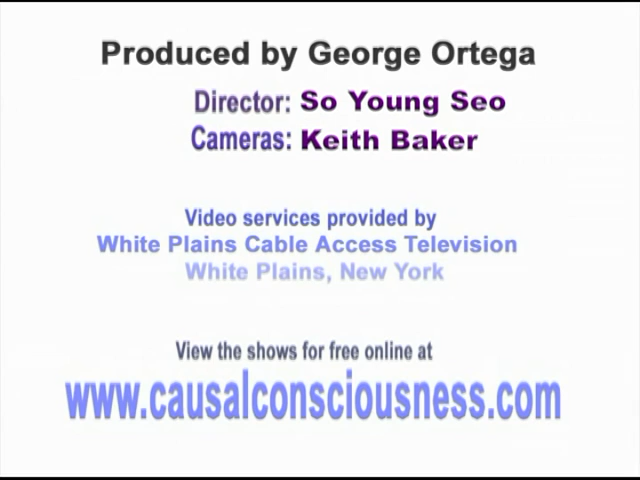 Produced by George Ortega
Director: So Young Seo
Cameras: Keith Baker
Video services provided by
White Plains Cable Access Television
White Plains, New York
View the shows for free online at
www.causalconsciousness.com